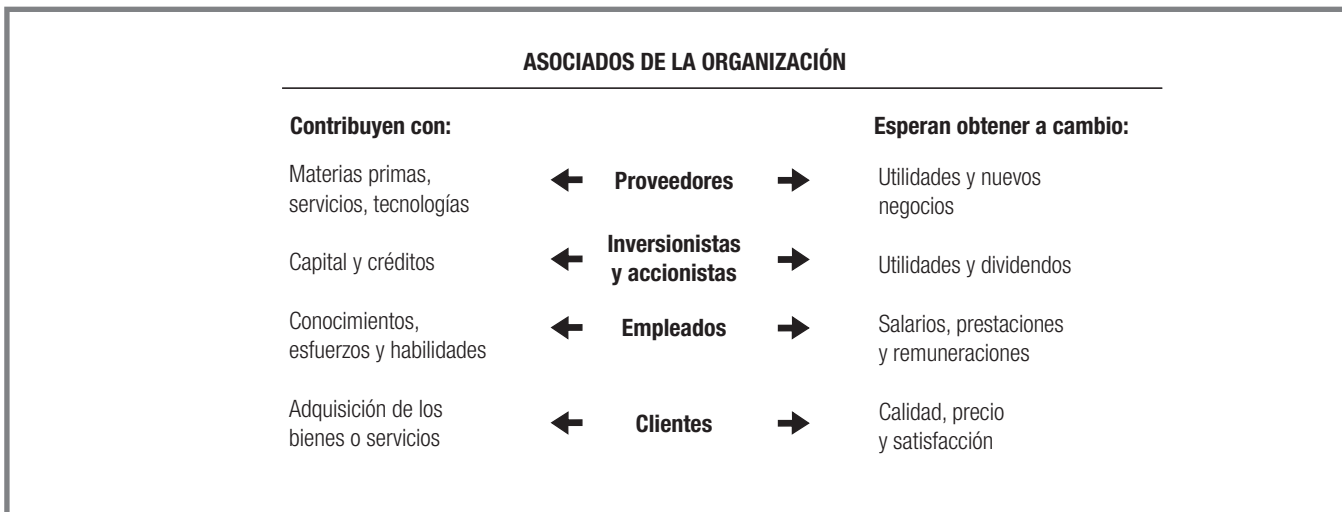 ASOCIADOS DE LA ORGANIZACIÓN
Contribuyen con:
Esperan obtener a cambio:
Materias primas,
servicios, tecnologías
Proveedores
Utilidades y nuevos
negocios
Capital y créditos
Inversionistas
y accionistas
Utilidades y dividendos
Conocimientos,
esfuerzos y habilidades
Empleados
Salarios, prestaciones
y remuneraciones
Adquisición de los
bienes o servicios
Clientes
Calidad, precio
y satisfacción